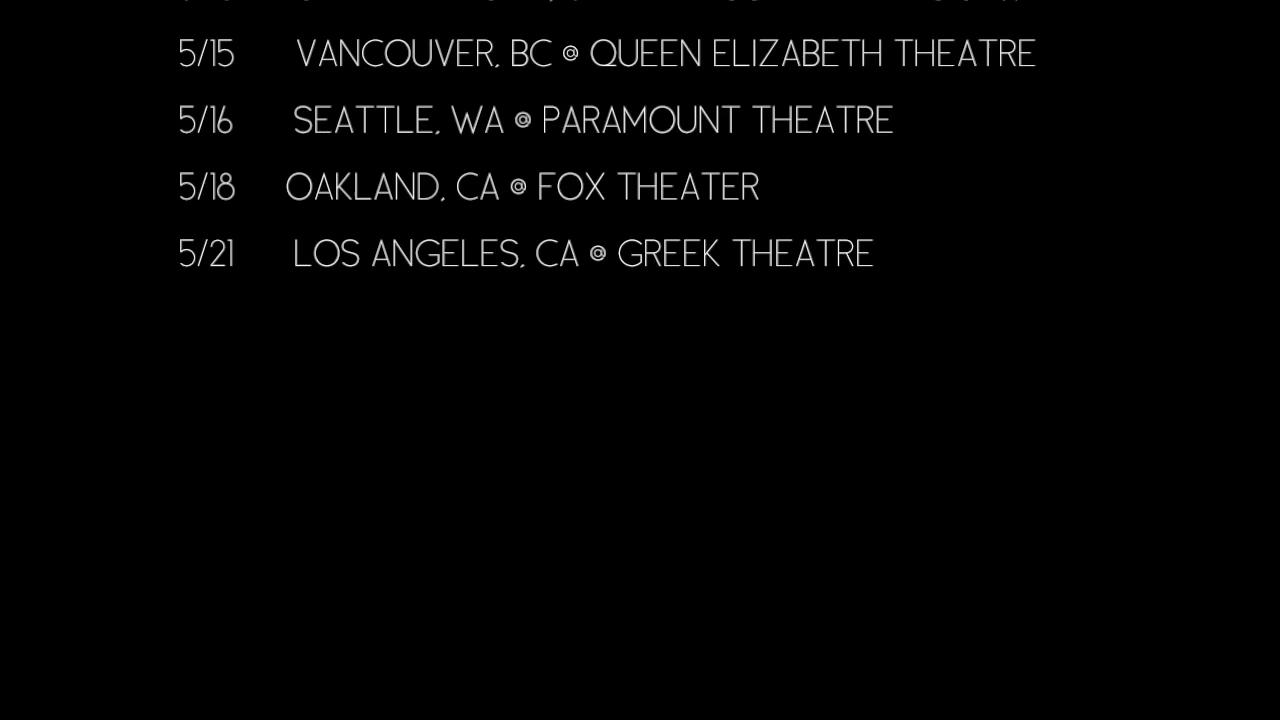 5/15 VANCOUVER, BC @ QUEEN ELIZABETH THEATRE
5/16 SEATTLE, WA @ PARAMOUNT THEATRE
5/18 OAKLAND, CA @ FOX THEATER
5/21 LOS ANGELES, CA @ GREEK THEATRE